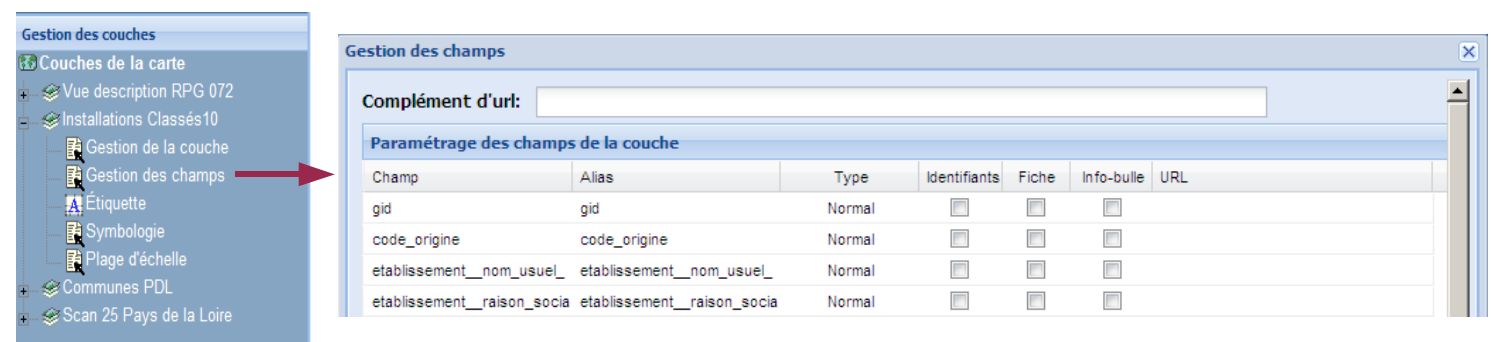 Gestion des couches
Couches de la carte
Vue description RPG 072
Installations Classés10
Gestion de la couche
Gestion des champs
A Étiquette
Symbologie
Plage d'échelle
Communes PDL
Scan 25 Pays de la Loire
Gestion des champs
Complément d'url:
Paramétrage des champs de la couche
Champ Alias Type Identifiants Fiche Info-bulle URL
gid gid Normal
code_origine code_origine Normal
etablissement__nom_usuel_ etablissement__nom_usuel_ Normal
etablissement__raison_socia etablissement__raison_socia Normal